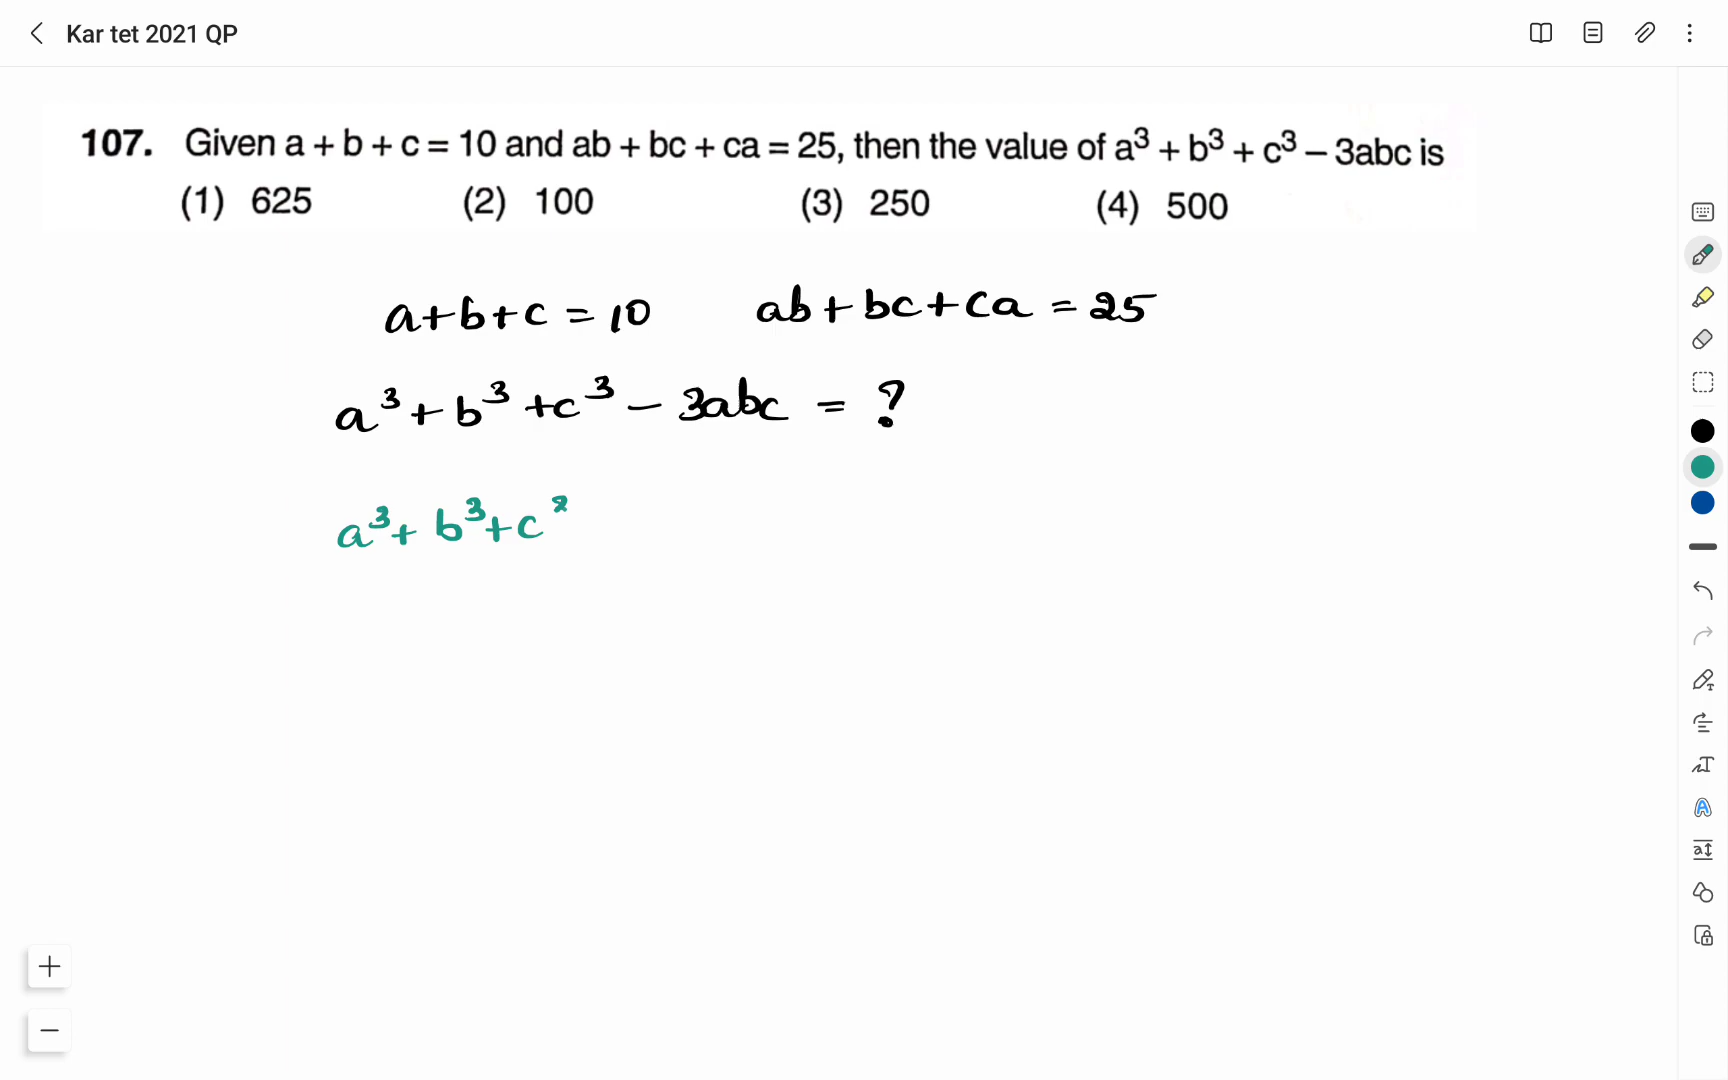 Kar tet 2021 QP
107. Given a + b + c = 10 and ab + bc + ca = 25, then the value of a³ + b³ + c³ – 3abc is
(1) 625 (2) 100 (3) 250 (4) 500
a+b+c = 10 ab+bc+ca = 25
a³+b³+c³ – 3abc = ?
a³+b³+c